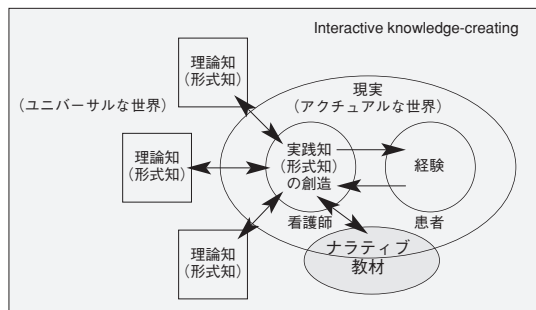 Interactive knowledge-creating
理論知
（形式知）
（ユニバーサルな世界）
現実
（アクチュアルな世界）
理論知
（形式知）
実践知
（形式知）
の創造
経験
看護師
患者
理論知
（形式知）
ナラティブ
教材